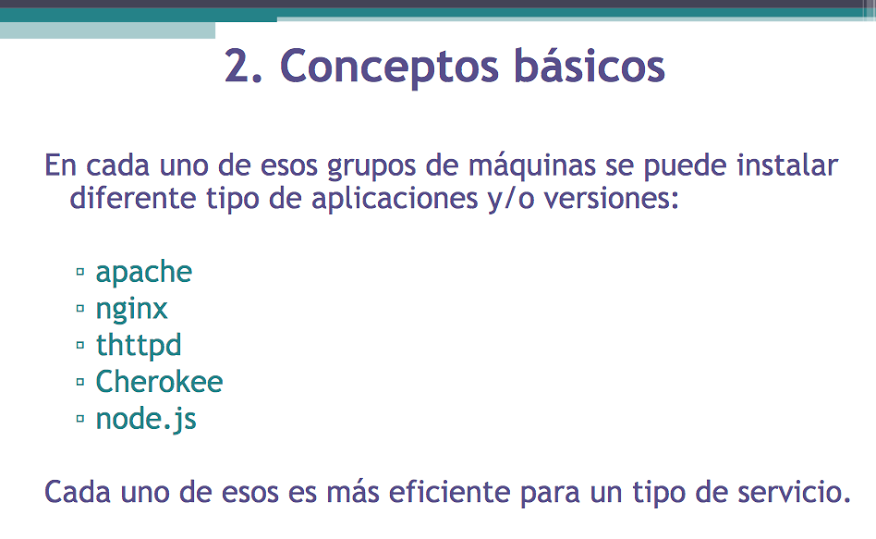 2. Conceptos básicos
En cada uno de esos grupos de máquinas se puede instalar
diferente tipo de aplicaciones y/o versiones:
▫ apache
▫ nginx
▫ thttpd
▫ Cherokee
▫ node.js
Cada uno de esos es más eficiente para un tipo de servicio.